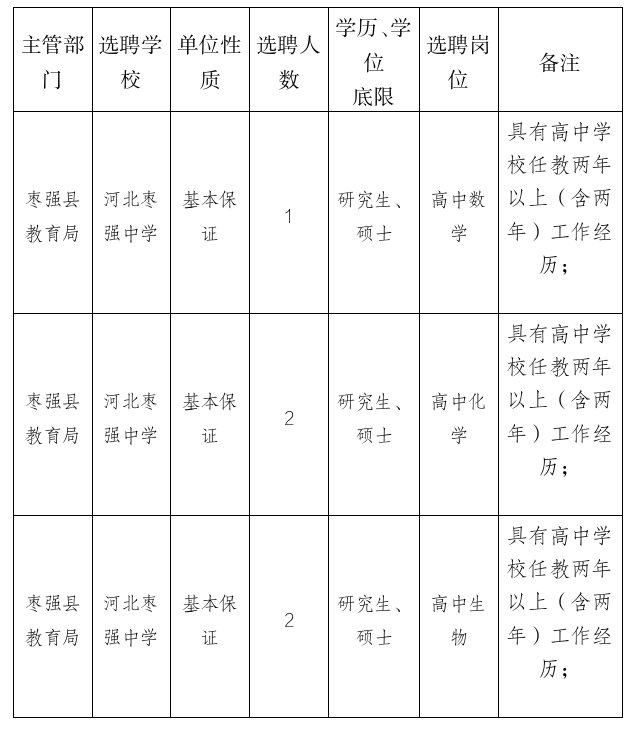 主管部门
选聘学校
单位性质
选聘人数
学历、学位
底限
选聘岗位
备注
枣强县
教育局
河北枣
强中学
基本保
证
1
研究生、
硕士
高中数
学
具有高中学
校任教两年
以上（含两
年）工作经
历；
枣强县
教育局
河北枣
强中学
基本保
证
2
研究生、
硕士
高中化
学
具有高中学
校任教两年
以上（含两
年）工作经
历；
枣强县
教育局
河北枣
强中学
基本保
证
2
研究生、
硕士
高中生
物
具有高中学
校任教两年
以上（含两
年）工作经
历；